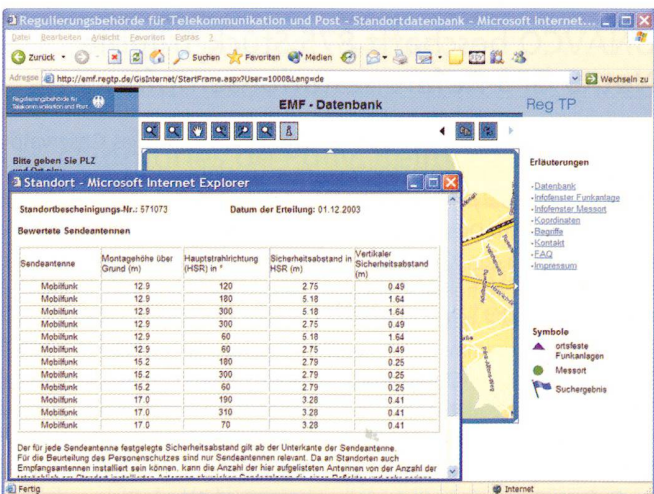 Regulierungsbehörde für Telekommunikation und Post - Standortdatenbank - Microsoft Internet...
Datei Bearbeiten Ansicht Favoriten Extras ?
Zurück Suchen Favoriten Medien
Adresse http://emf.regtp.de/GisInternet/StartFrame.aspx?User=1000&Lang=de Wechseln zu
Regulierungsbehörde für
Telekommunikation und Post
EMF - Datenbank
Reg TP
Bitte geben Sie PLZ
und Ort ein:
Erläuterungen
- Datenbank
- Infofenster Funkanlage
- Infofenster Messort
- Koordinaten
- Begriffe
- Kontakt
- FAQ
- Impressum
Symbole
ortsfeste
Funkanlagen
Messort
Suchergebnis
Standort - Microsoft Internet Explorer
Standortbescheinigungs-Nr.: 571073 Datum der Erteilung: 01.12.2003
Bewertete Sendeantennen
Sendeantenne Montagehöhe über Grund (m) Hauptstrahlrichtung (HSR) in ° Sicherheitsabstand in HSR (m) Vertikaler Sicherheitsabstand (m)
Mobilfunk 12.9 120 2.75 0.49
Mobilfunk 12.9 180 5.18 1.64
Mobilfunk 12.9 300 5.18 1.64
Mobilfunk 12.9 300 2.75 0.49
Mobilfunk 12.9 60 5.18 1.64
Mobilfunk 12.9 60 2.75 0.49
Mobilfunk 15.2 180 2.79 0.25
Mobilfunk 15.2 300 2.79 0.25
Mobilfunk 15.2 60 2.79 0.25
Mobilfunk 17.0 190 3.28 0.41
Mobilfunk 17.0 310 3.28 0.41
Mobilfunk 17.0 70 3.28 0.41
Der für jede Sendeantenne festgelegte Sicherheitsabstand gilt ab der Unterkante der Sendeantenne.
Für die Beurteilung des Personenschutzes sind nur Sendeantennen relevant. Da an Standorten auch
Empfangsantennen installiert sein können, kann die Anzahl der hier aufgelisteten Antennen von der Anzahl der
Fertig Internet